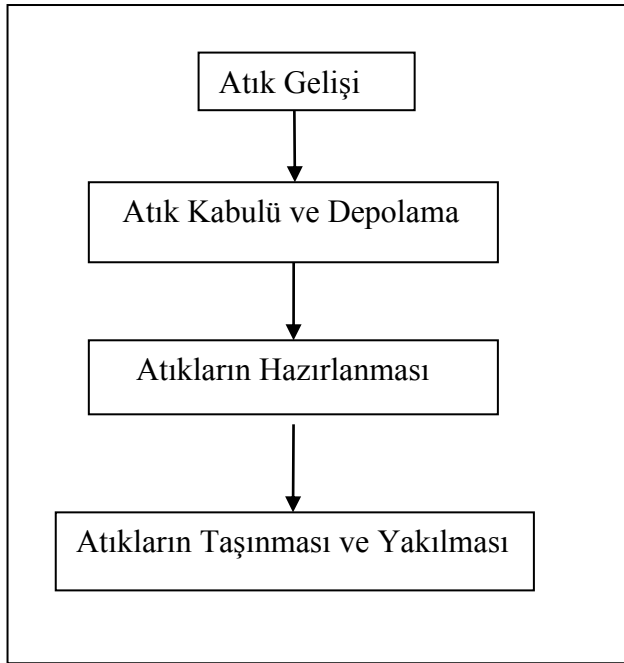 Atık Gelişi
Atık Kabulü ve Depolama
Atıkların Hazırlanması
Atıkların Taşınması ve Yakılması